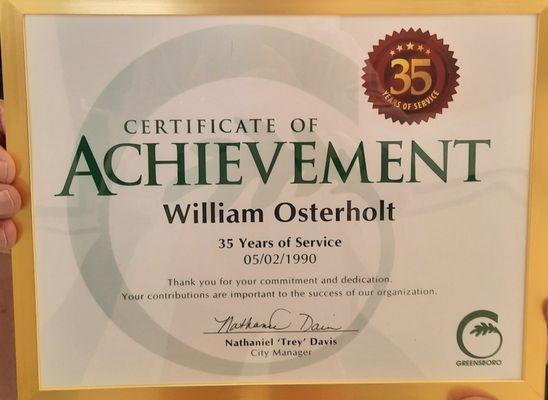 35
YEARS OF SERVICE
CERTIFICATE OF
ACHIEVEMENT
William Osterholt
35 Years of Service
05/02/1990
Thank you for your commitment and dedication.
Your contributions are important to the success of our organization.
Nathaniel Davis
Nathaniel 'Trey' Davis
City Manager
GREENSBORO